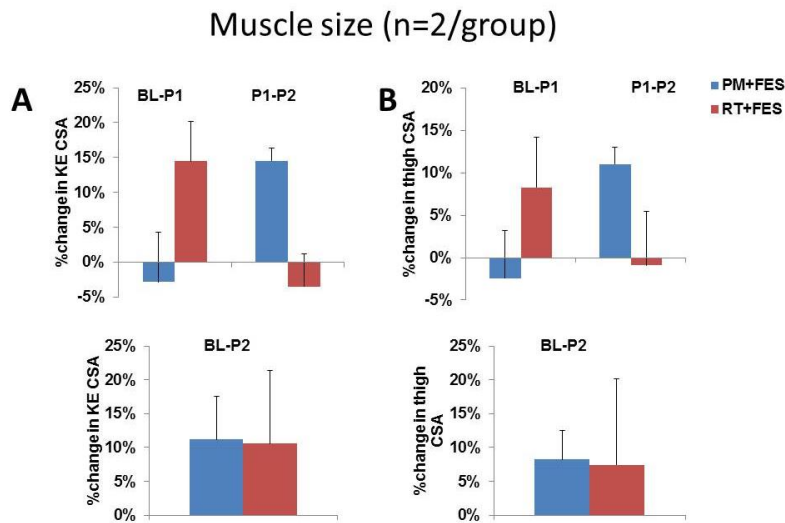 Muscle size (n=2/group)
A
%change in KE CSA
25%
20%
15%
10%
5%
0%
-5%
BL-P1
P1-P2
B
%change in thigh CSA
20%
15%
10%
5%
0%
-5%
BL-P1
P1-P2
PM+FES
RT+FES
%change in KE CSA
25%
20%
15%
10%
5%
0%
BL-P2
%change in thigh
CSA
25%
20%
15%
10%
5%
0%
BL-P2